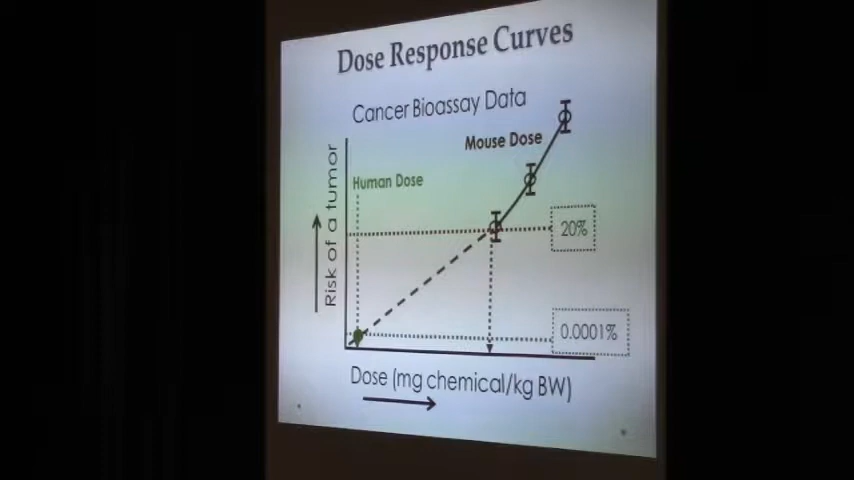 Dose Response Curves
Cancer Bioassay Data
Mouse Dose
Human Dose
Risk of a tumor
20%
0.0001%
Dose (mg chemical/kg BW)